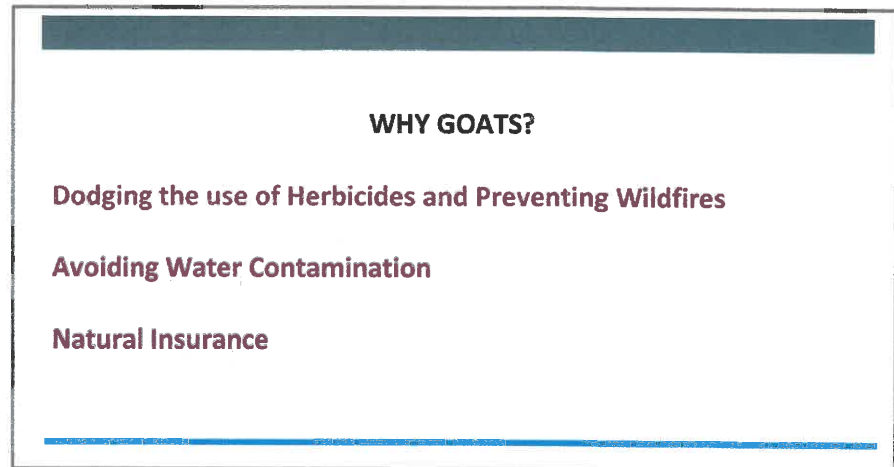 WHY GOATS?
Dodging the use of Herbicides and Preventing Wildfires
Avoiding Water Contamination
Natural Insurance